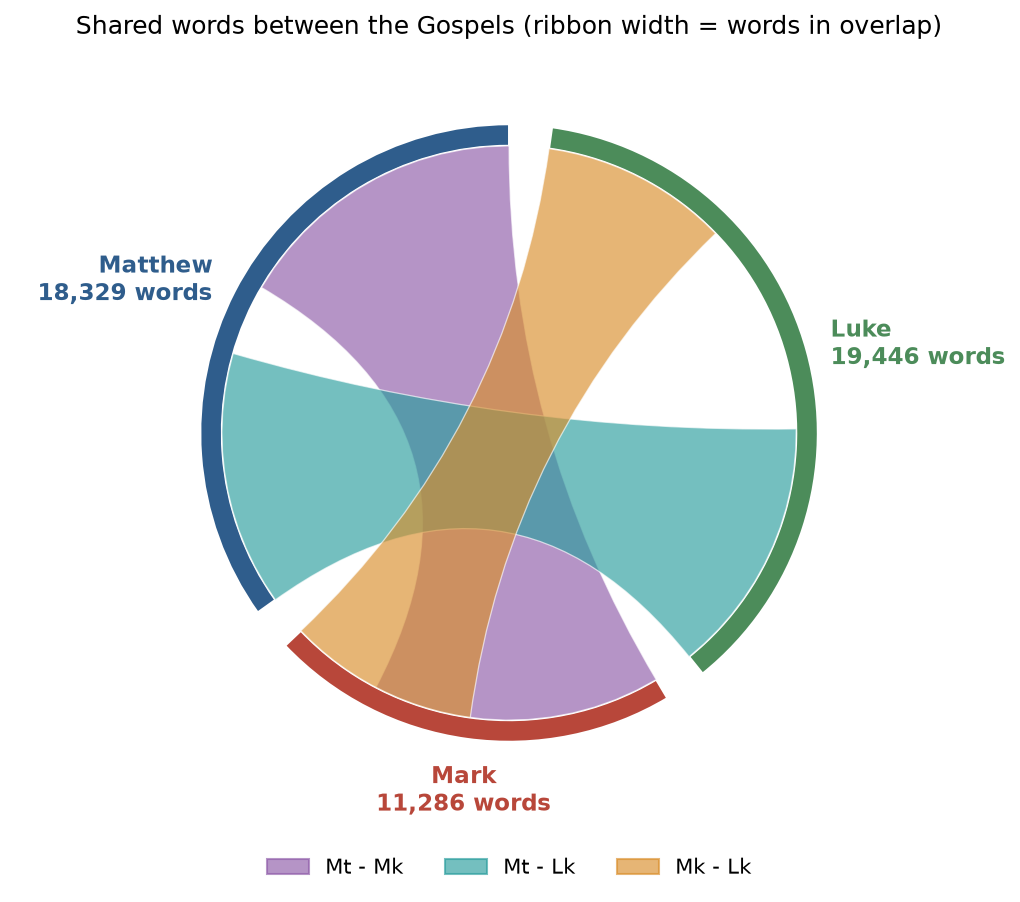 Shared words between the Gospels (ribbon width = words in overlap)
Matthew
18,329 words
Luke
19,446 words
Mark
11,286 words
Mt - Mk
Mt - Lk
Mk - Lk